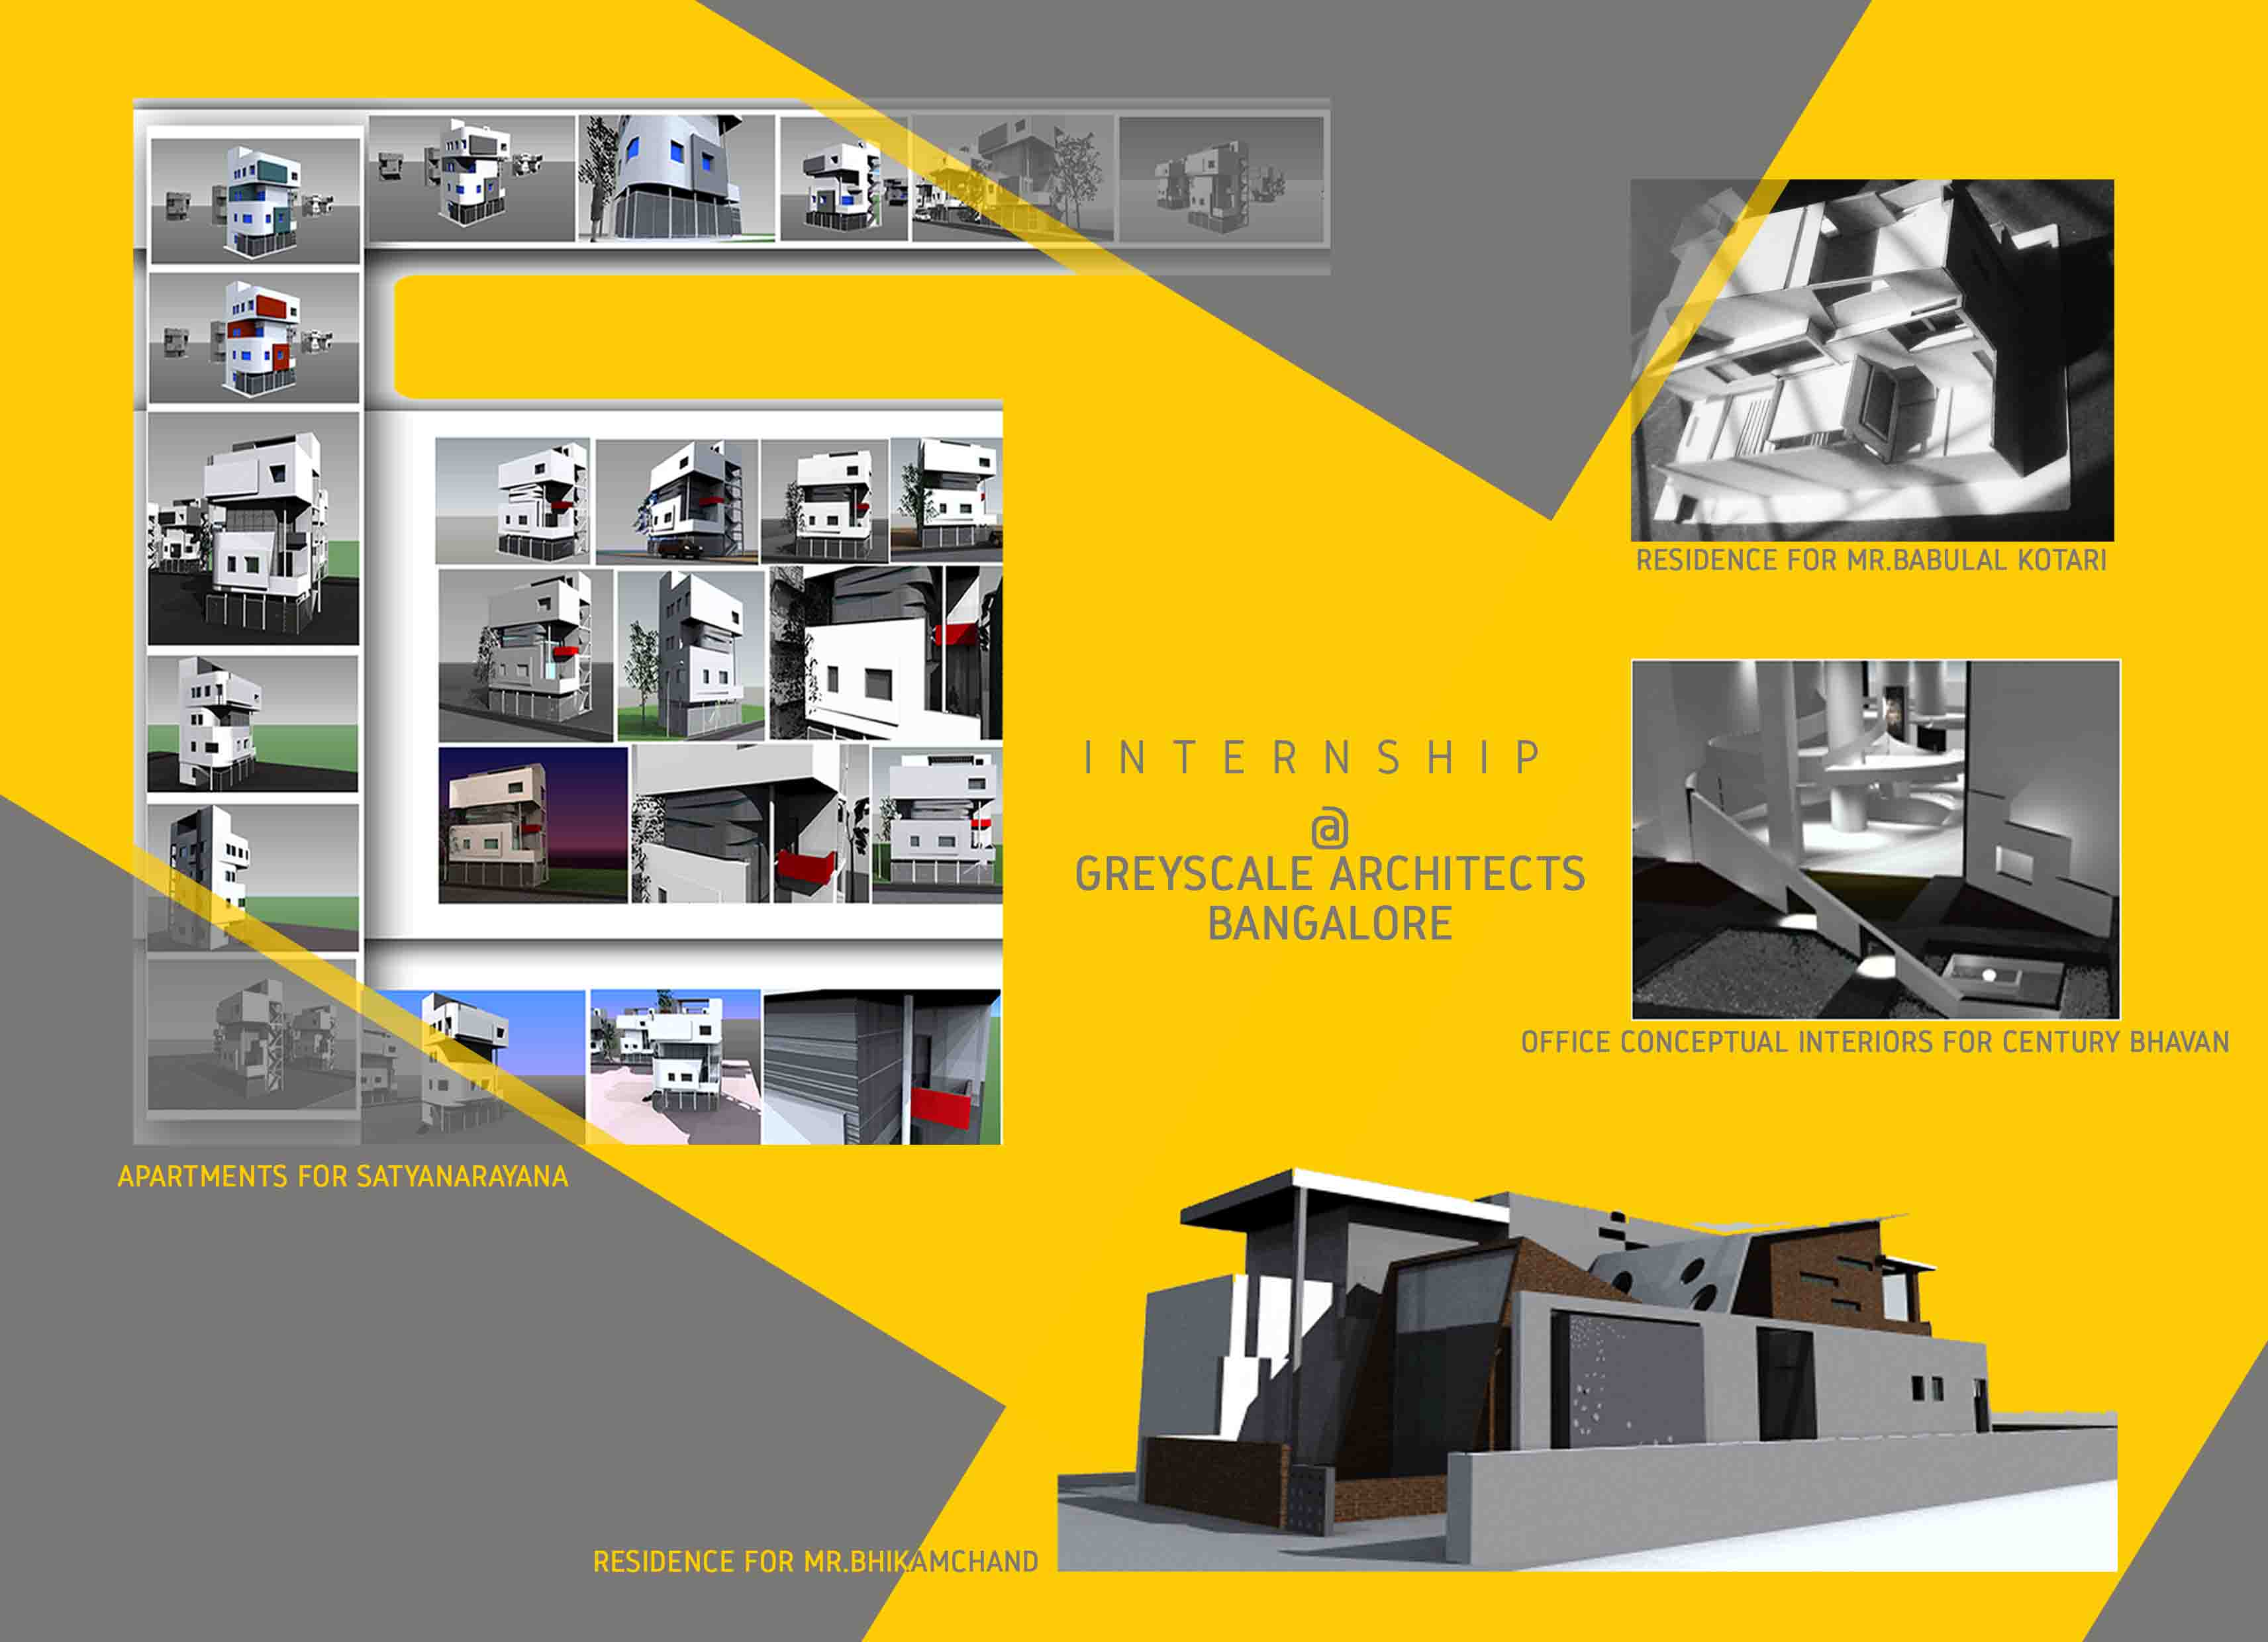 RESIDENCE FOR MR.BABULAL KOTARI
INTERNSHIP
@
GREYSCALE ARCHITECTS
BANGALORE
OFFICE CONCEPTUAL INTERIORS FOR CENTURY BHAVAN
APARTMENTS FOR SATYANARAYANA
RESIDENCE FOR MR.BHIKAMCHAND